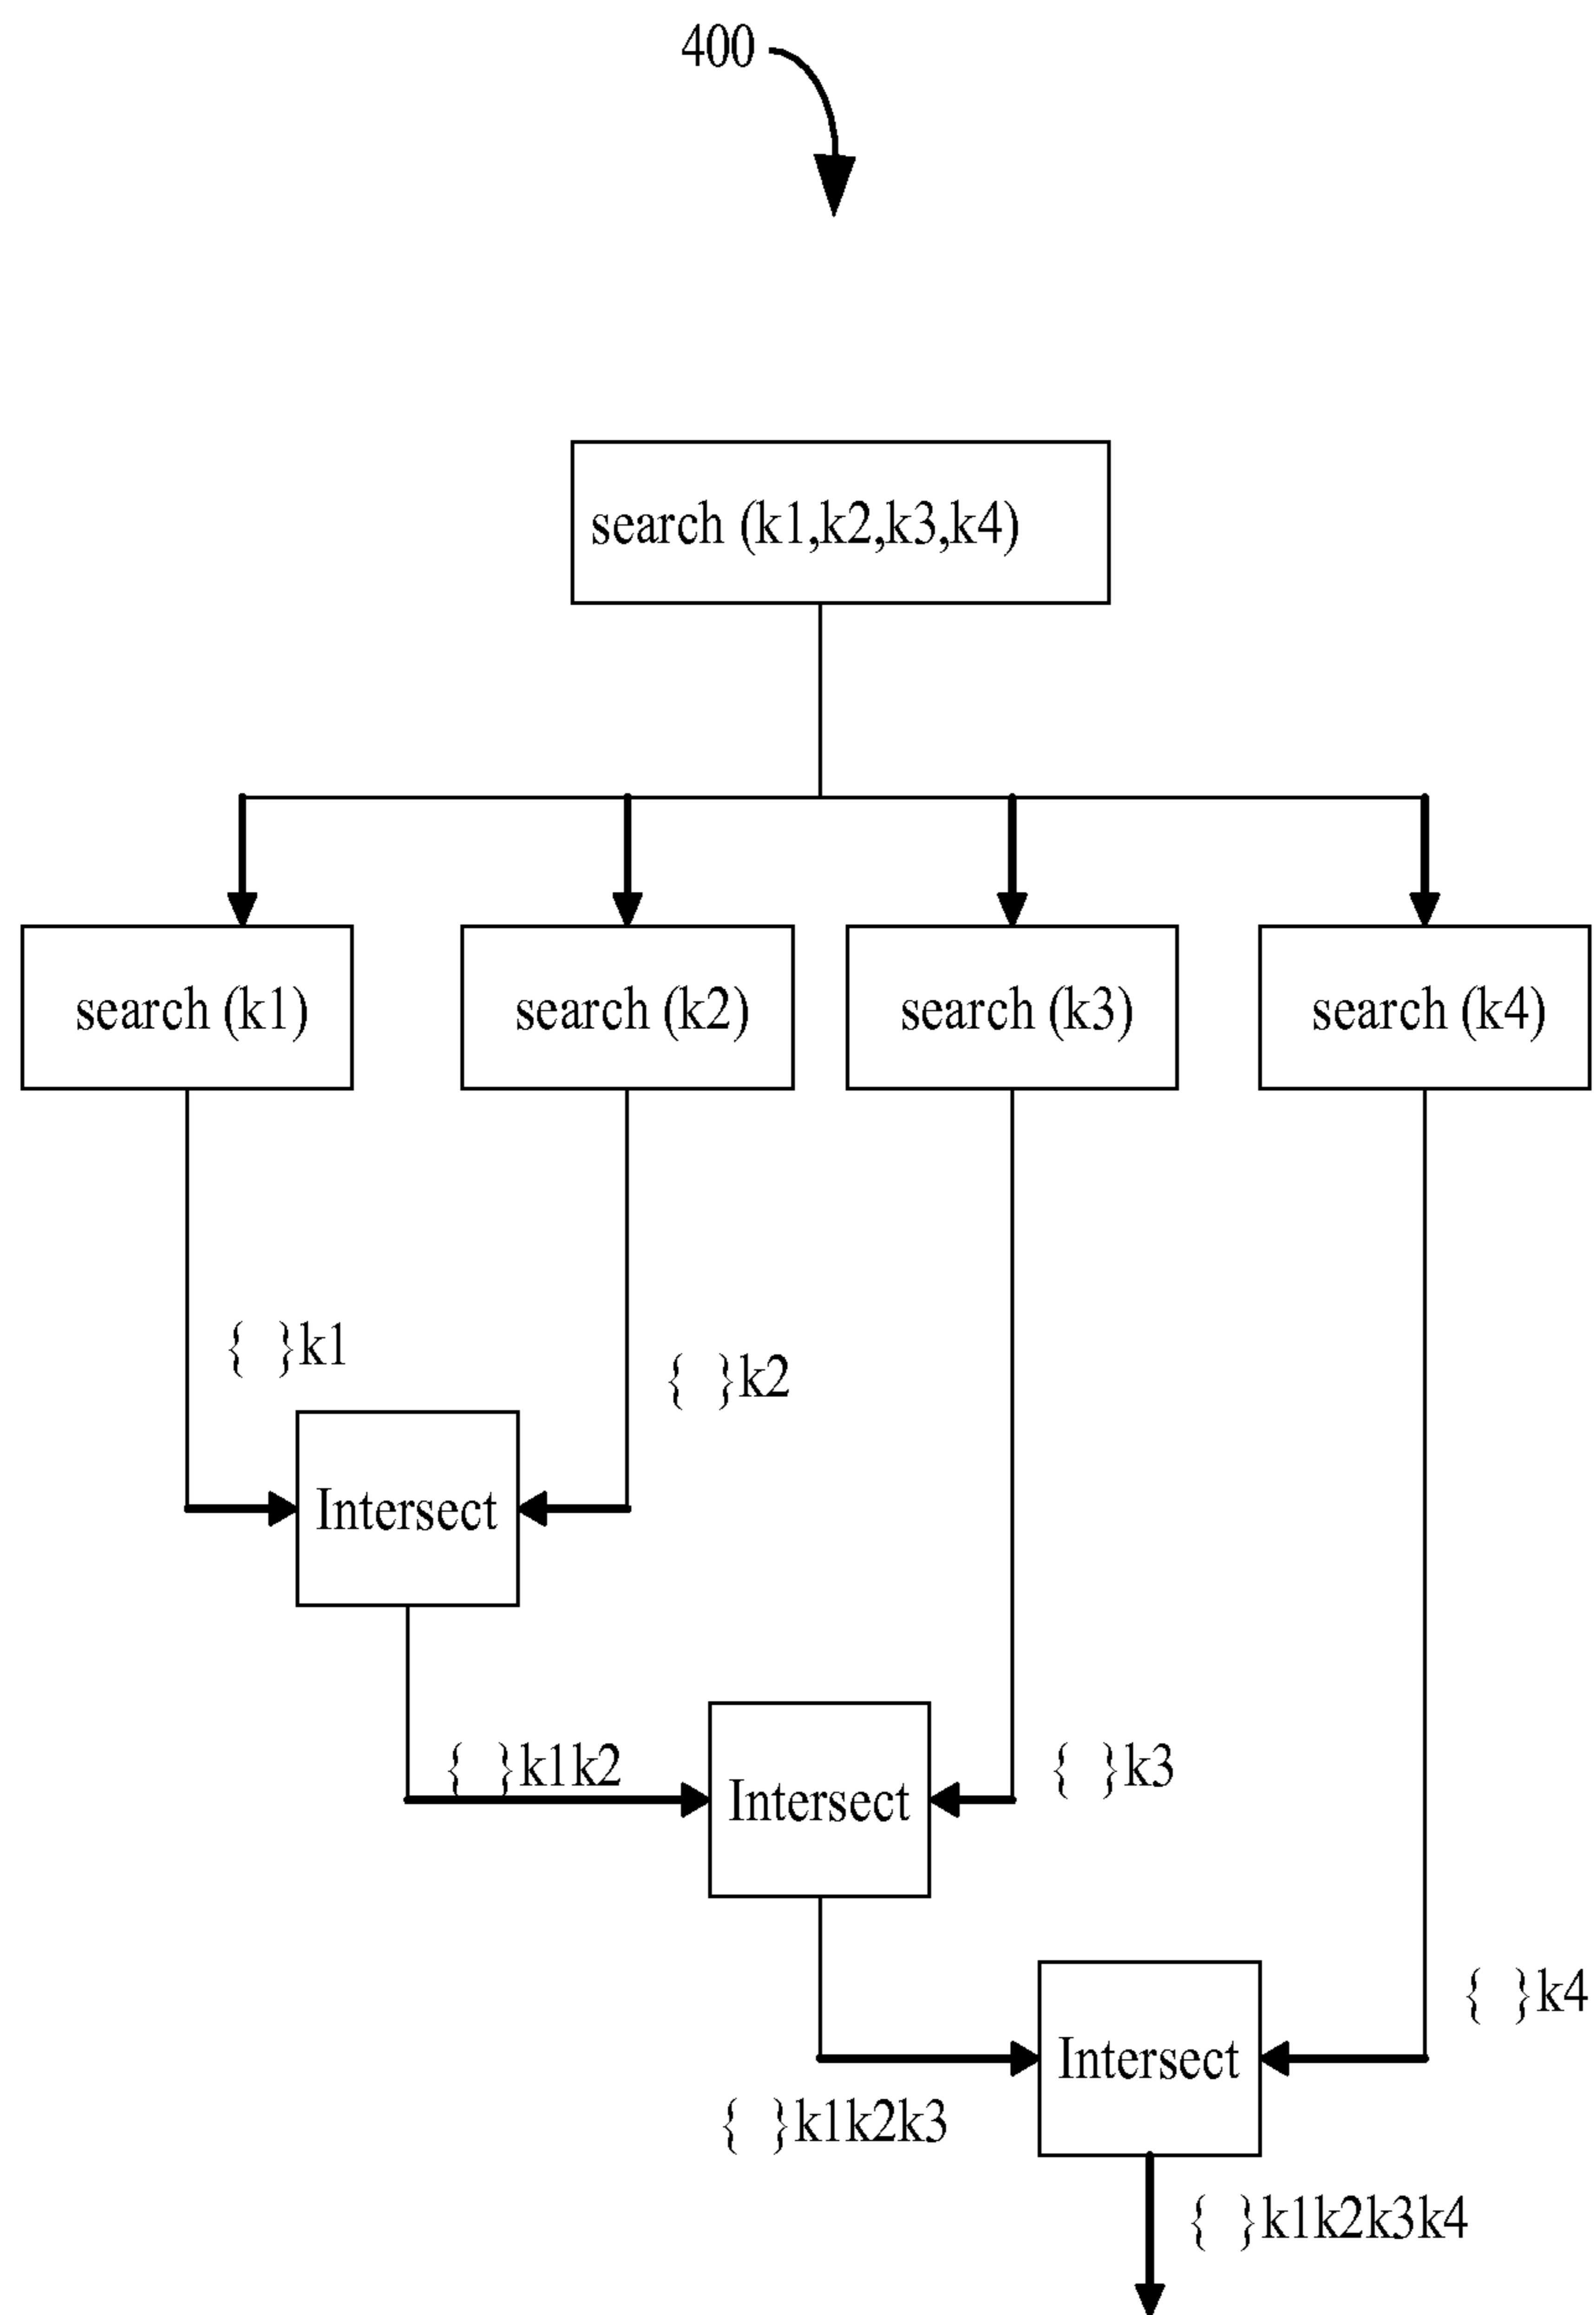 400
search (k1,k2,k3,k4)
search (k1)
search (k2)
search (k3)
search (k4)
{ }k1
{ }k2
Intersect
{ }k1k2
{ }k3
Intersect
{ }k4
Intersect
{ }k1k2k3
{ }k1k2k3k4